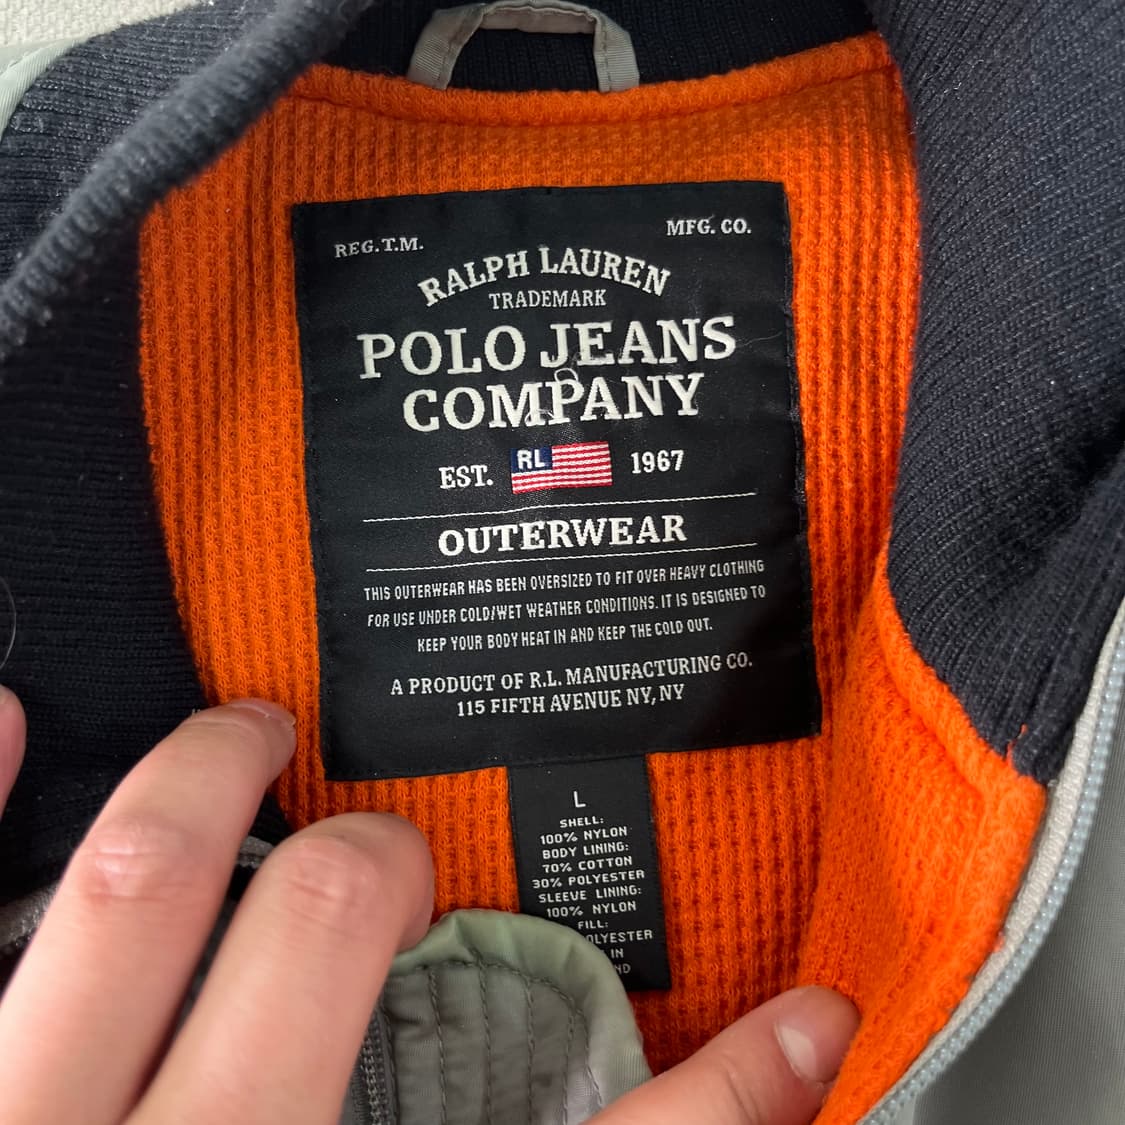 REG.T.M.
MFG. CO.
RALPH LAUREN
TRADEMARK
POLO JEANS
COMPANY
EST. RL 1967
OUTERWEAR
THIS OUTERWEAR HAS BEEN OVERSIZED TO FIT OVER HEAVY CLOTHING
FOR USE UNDER COLD/WET WEATHER CONDITIONS. IT IS DESIGNED TO
KEEP YOUR BODY HEAT IN AND KEEP THE COLD OUT.
A PRODUCT OF R.L. MANUFACTURING CO.
115 FIFTH AVENUE NY, NY
L
SHELL:
100% NYLON
BODY LINING:
70% COTTON
30% POLYESTER
SLEEVE LINING:
100% NYLON
FILL:
IN